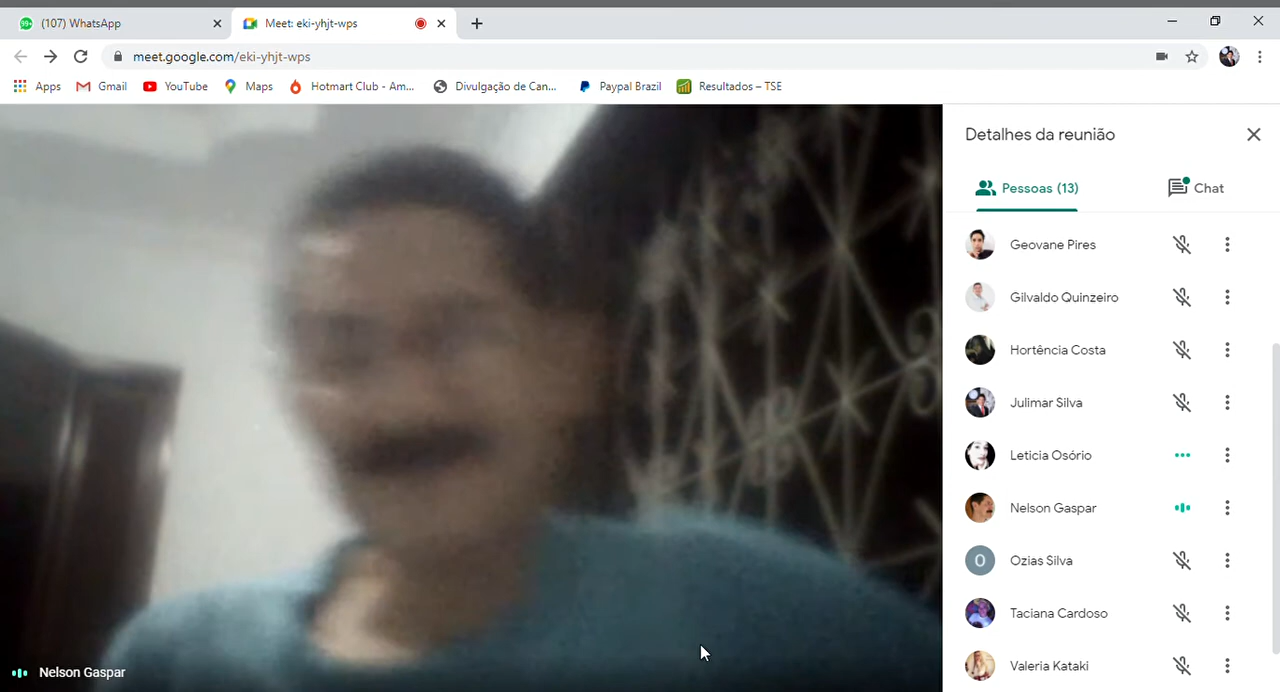 99+ (107) WhatsApp
Meet: eki-yhjt-wps
meet.google.com/eki-yhjt-wps
Apps
Gmail
YouTube
Maps
Hotmart Club - Am...
Divulgação de Can...
Paypal Brazil
Resultados – TSE
Detalhes da reunião
Pessoas (13)
Chat
Geovane Pires
Gilvaldo Quinzeiro
Hortência Costa
Julimar Silva
Leticia Osório
Nelson Gaspar
O Ozias Silva
Taciana Cardoso
Valeria Kataki
Nelson Gaspar